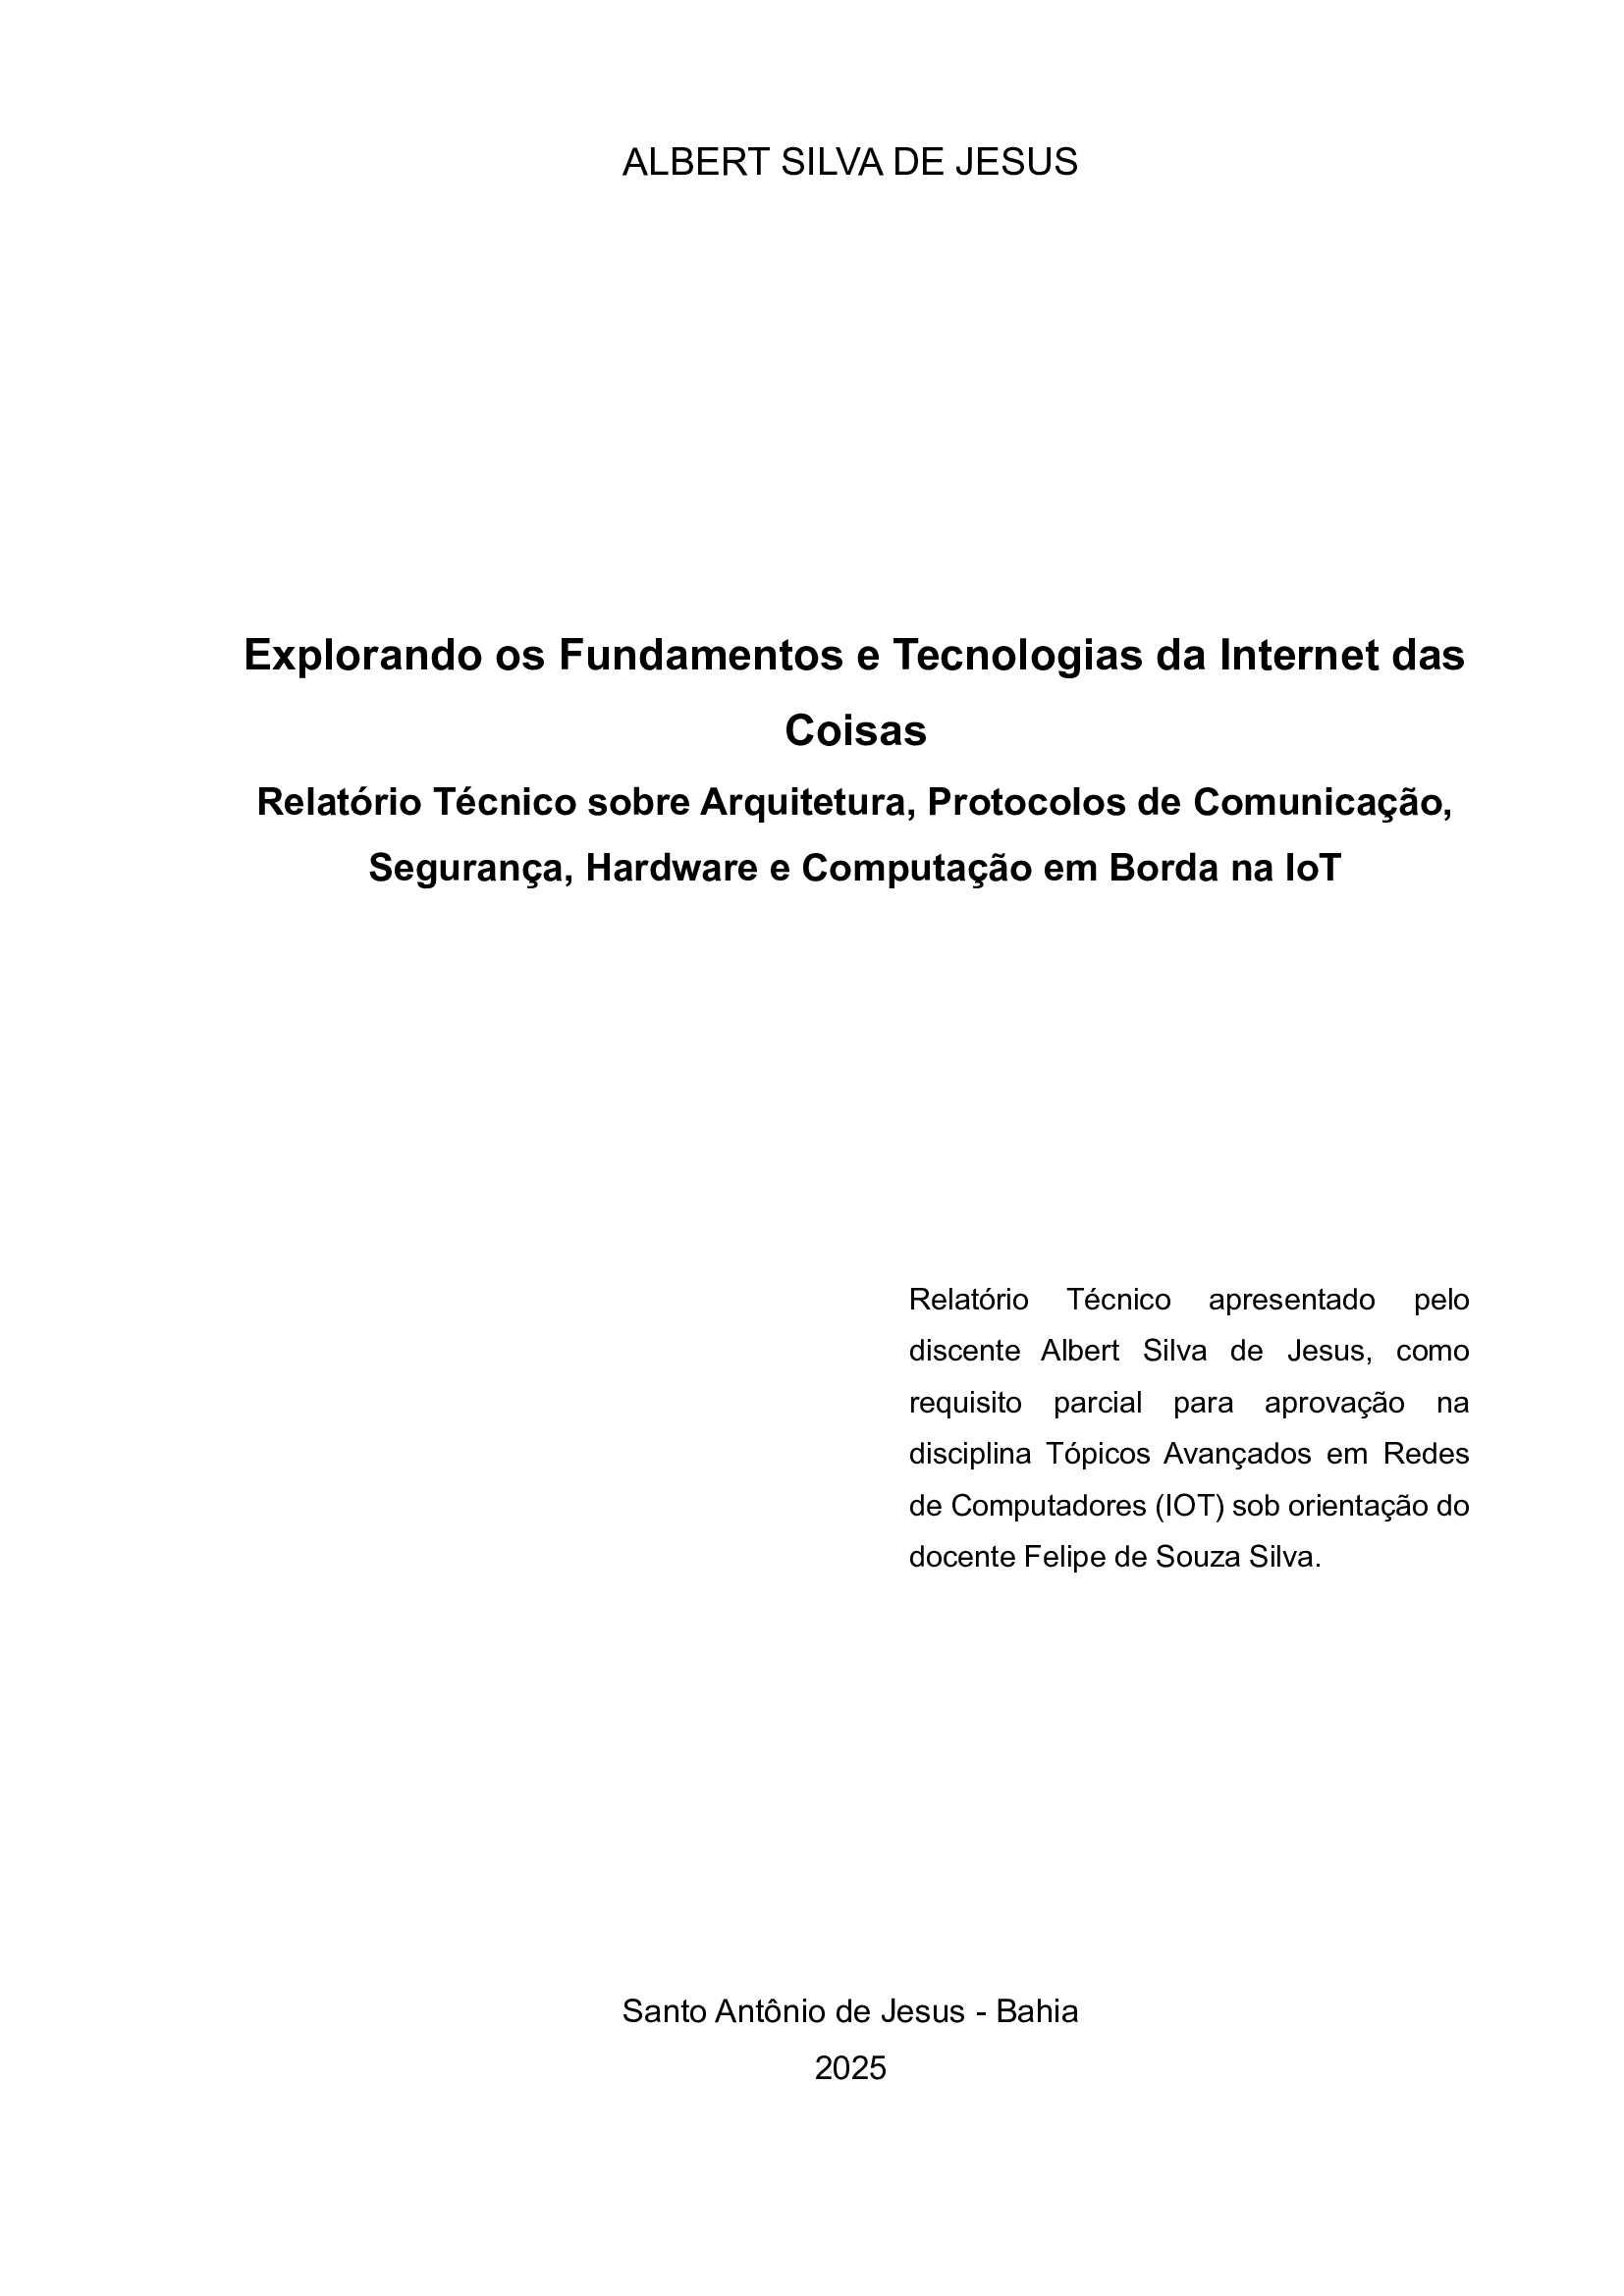 ALBERT SILVA DE JESUS
Explorando os Fundamentos e Tecnologias da Internet das
Coisas
Relatório Técnico sobre Arquitetura, Protocolos de Comunicação,
Segurança, Hardware e Computação em Borda na IoT
Relatório Técnico apresentado pelo
discente Albert Silva de Jesus, como
requisito parcial para aprovação na
disciplina Tópicos Avançados em Redes
de Computadores (IOT) sob orientação do
docente Felipe de Souza Silva.
Santo Antônio de Jesus - Bahia
2025